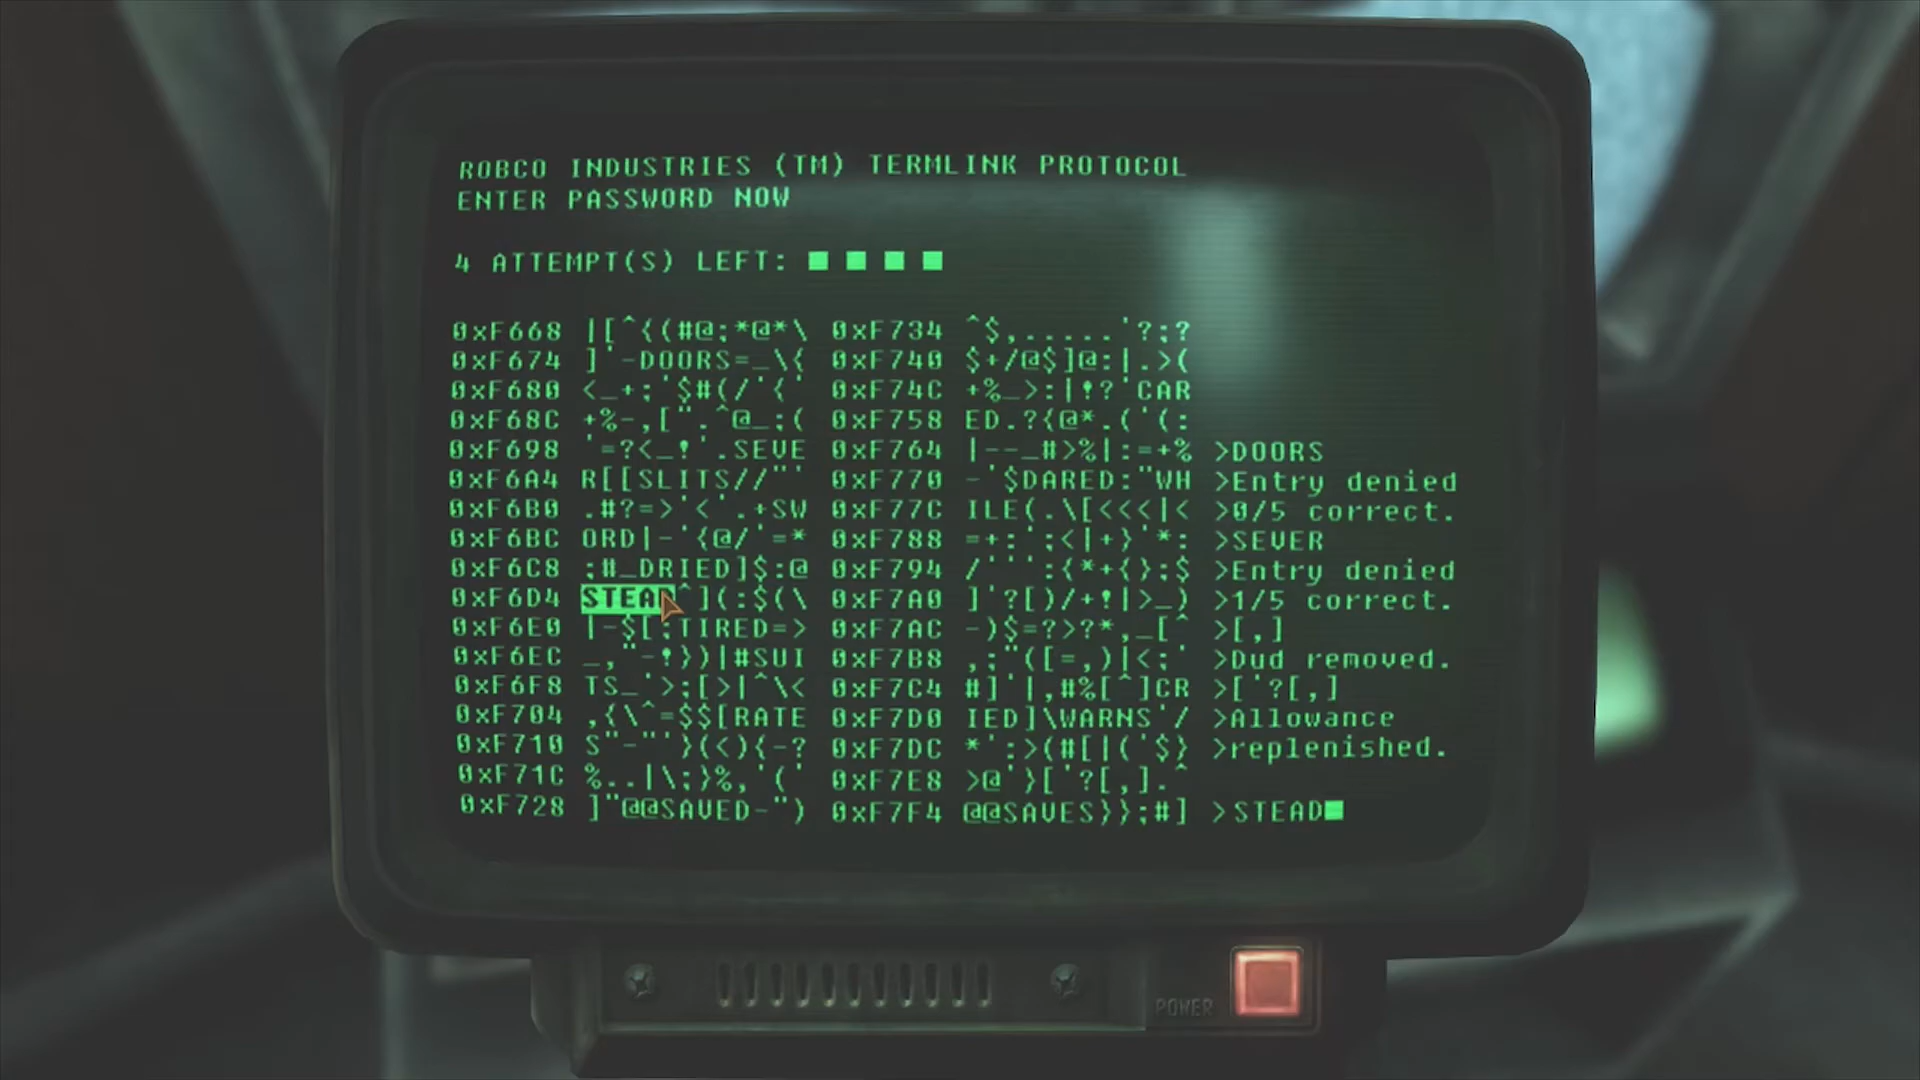 ROBCO INDUSTRIES (TM) TERMLINK PROTOCOL
ENTER PASSWORD NOW
4 ATTEMPT(S) LEFT: ■ ■ ■ ■
0xF668 |[^{(#@;*@*\ 0xF734 ^$,.....'?;?
0xF674 ]'-DOORS=_\{ 0xF740 $+/@$]@:|.>(
0xF680 <_+;'$#(/'{' 0xF74C +%_>:|!?'CAR
0xF68C +%-,[".^@_;( 0xF758 ED.?{@*.('(:
0xF698 '=?<_!'.SEVE 0xF764 |--_#>%|:=+% >DOORS
0xF6A4 R[[SLITS//"' 0xF770 -'$DARED:"WH >Entry denied
0xF6B0 .#?=>'<'.+SW 0xF77C ILE(.\[<<<|< >0/5 correct.
0xF6BC ORD|-'{@/'=* 0xF788 =+:';<|+}'*: >SEVER
0xF6C8 ;#_DRIED]$:@ 0xF794 /''':{*+{};$ >Entry denied
0xF6D4 STEAD^](:$(\ 0xF7A0 ]'?[)/+!|>_) >1/5 correct.
0xF6E0 |-$[;TIRED=> 0xF7AC -)$=?>?*,_[^ >[,]
0xF6EC _,"-!})|#SUI 0xF7B8 ,;"([=,)|<;' >Dud removed.
0xF6F8 TS_'>;[>|^\< 0xF7C4 #]'|,#%[^]CR >['?[,]
0xF704 ,{\^=$$[RATE 0xF7D0 IED]\WARNS'/ >Allowance
0xF710 S"-"'}(<){-? 0xF7DC *':>(#[|('$} >replenished.
0xF71C %..|\;}%,'(' 0xF7E8 >@'}['?[,].^
0xF728 ]"@@SAVED-") 0xF7F4 @@SAVES}};#] >STEAD■
POWER